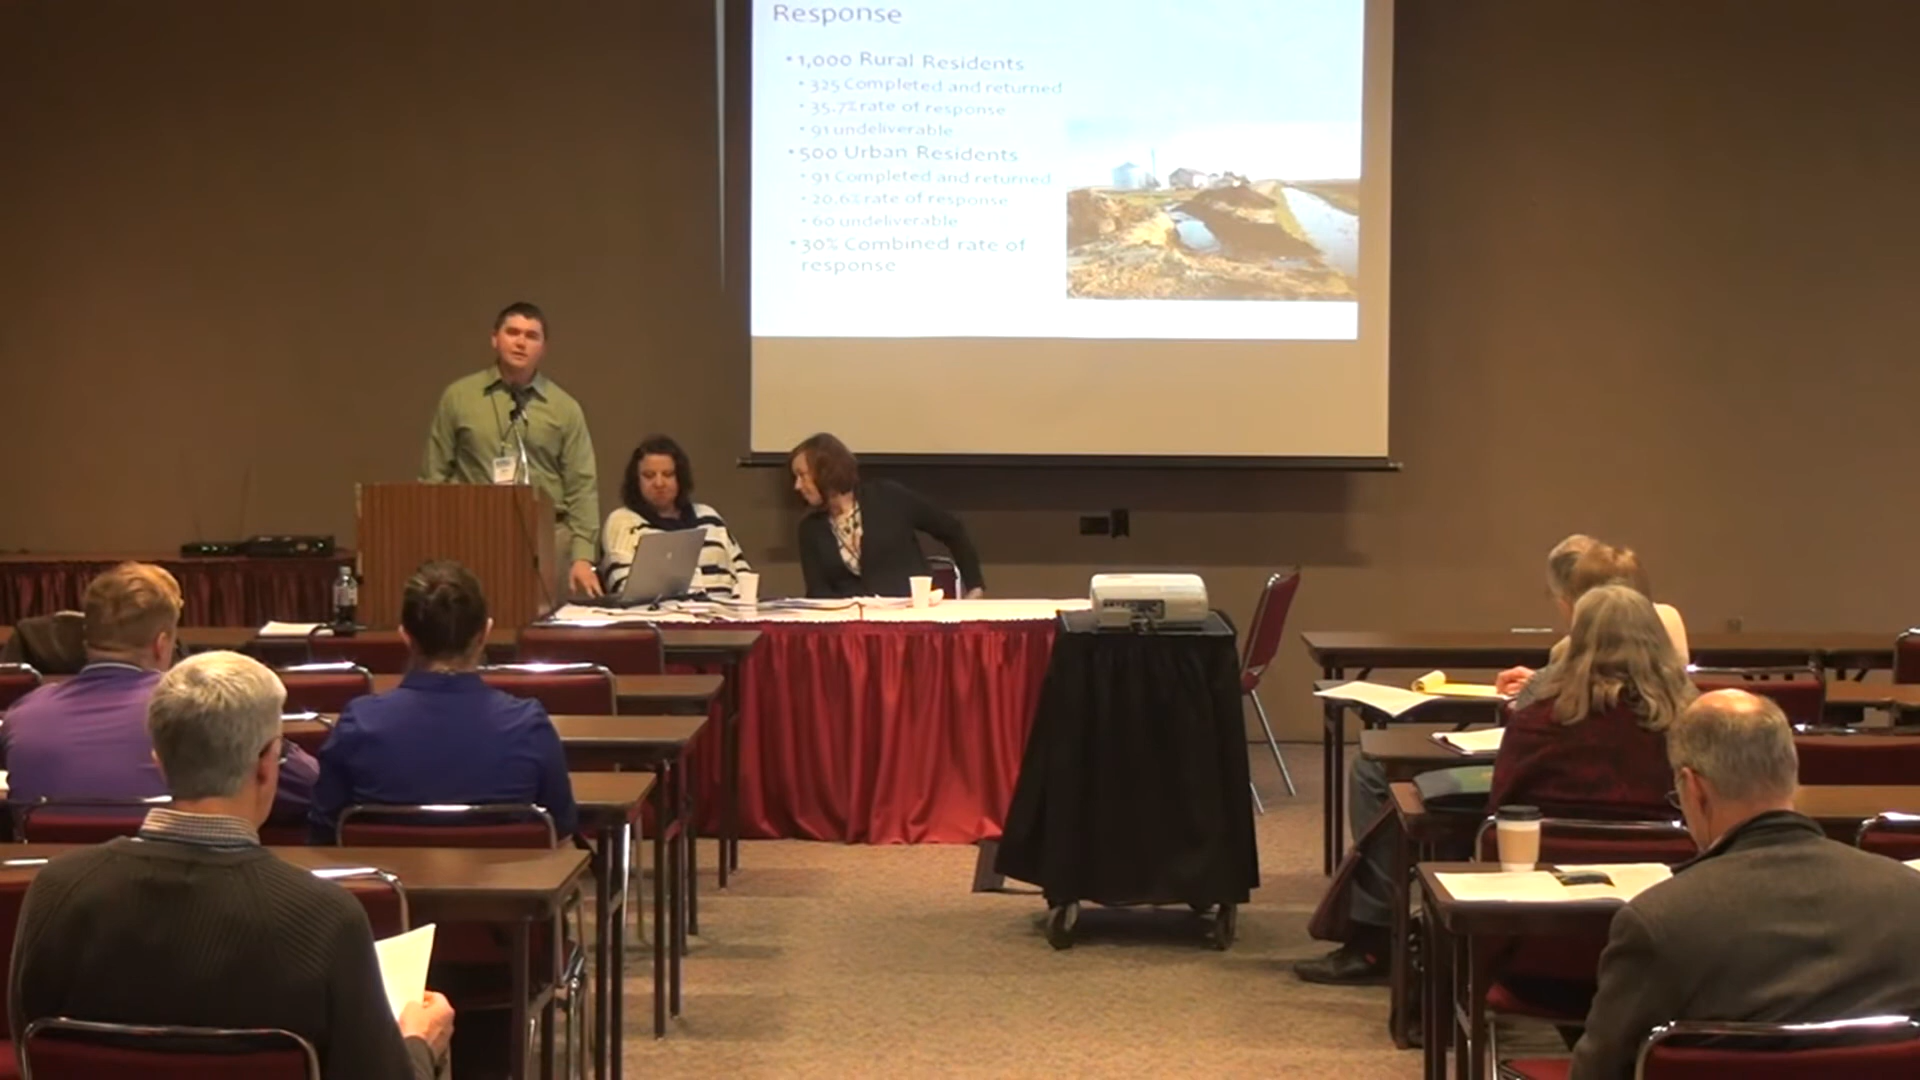 Response
• 1,000 Rural Residents
• 325 Completed and returned
• 35.7% rate of response
• 91 undeliverable
• 500 Urban Residents
• 91 Completed and returned
• 20.6% rate of response
• 60 undeliverable
• 30% Combined rate of
response